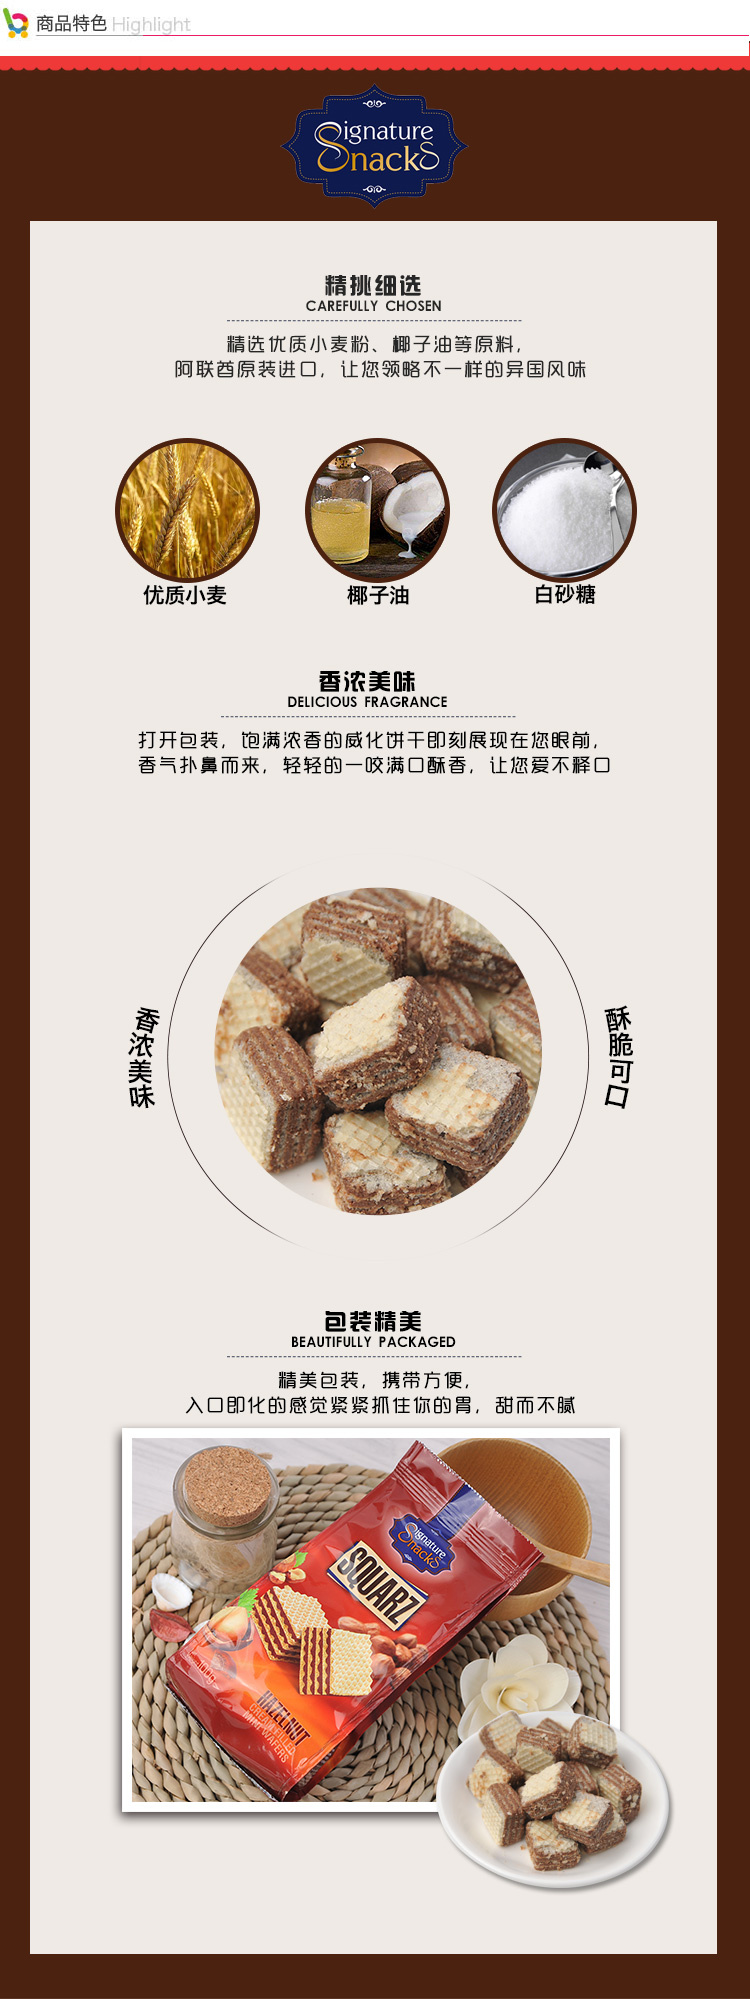 商品特色 Highlight
Signature
Snacks
精挑细选
CAREFULLY CHOSEN
精选优质小麦粉、椰子油等原料，
阿联酋原装进口，让您领略不一样的异国风味
优质小麦
椰子油
白砂糖
香浓美味
DELICIOUS FRAGRANCE
打开包装，饱满浓香的威化饼干即刻展现在您眼前，
香气扑鼻而来，轻轻的一咬满口酥香，让您爱不释口
香浓美味
酥脆可口
包装精美
BEAUTIFULLY PACKAGED
精美包装，携带方便，
入口即化的感觉紧紧抓住你的胃，甜而不腻
Signature
Snacks
SQUARZ
100g
HAZELNUT
CREAM FILLED
MINI WAFERS